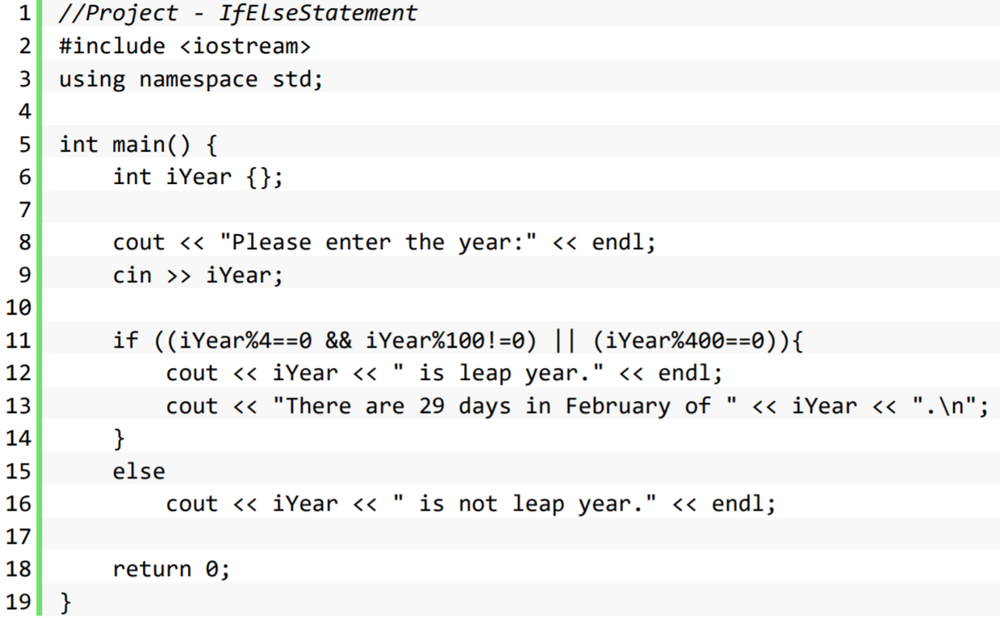 1 //Project - IfElseStatement
2 #include <iostream>
3 using namespace std;
4
5 int main() {
6     int iYear {};
7
8     cout << "Please enter the year:" << endl;
9     cin >> iYear;
10
11     if ((iYear%4==0 && iYear%100!=0) || (iYear%400==0)){
12         cout << iYear << " is leap year." << endl;
13         cout << "There are 29 days in February of " << iYear << ".\n";
14     }
15     else
16         cout << iYear << " is not leap year." << endl;
17
18     return 0;
19 }